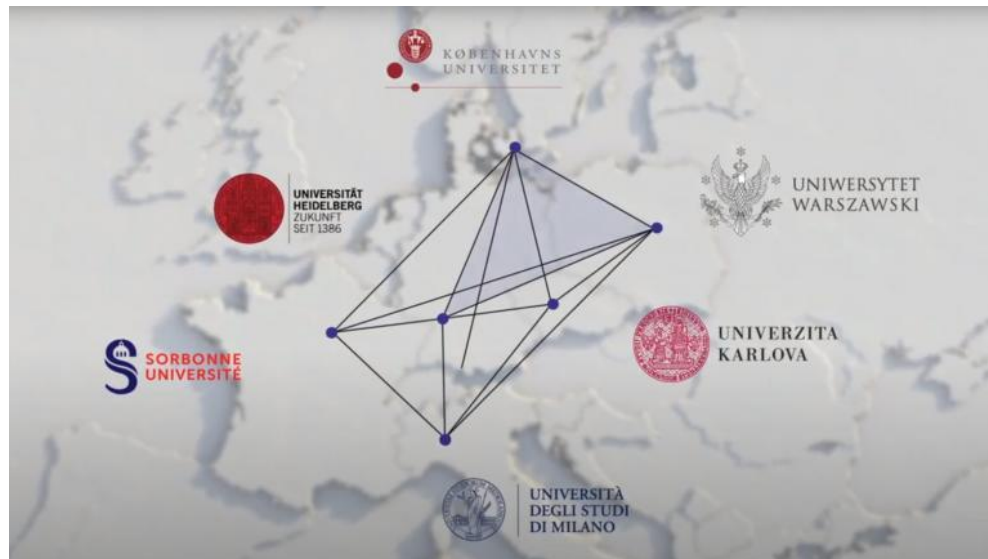 KØBENHAVNS
UNIVERSITET
UNIVERSITÄT
HEIDELBERG
ZUKUNFT
SEIT 1386
UNIWERSYTET
WARSZAWSKI
SORBONNE
UNIVERSITÉ
UNIVERZITA
KARLOVA
UNIVERSITÀ
DEGLI STUDI
DI MILANO